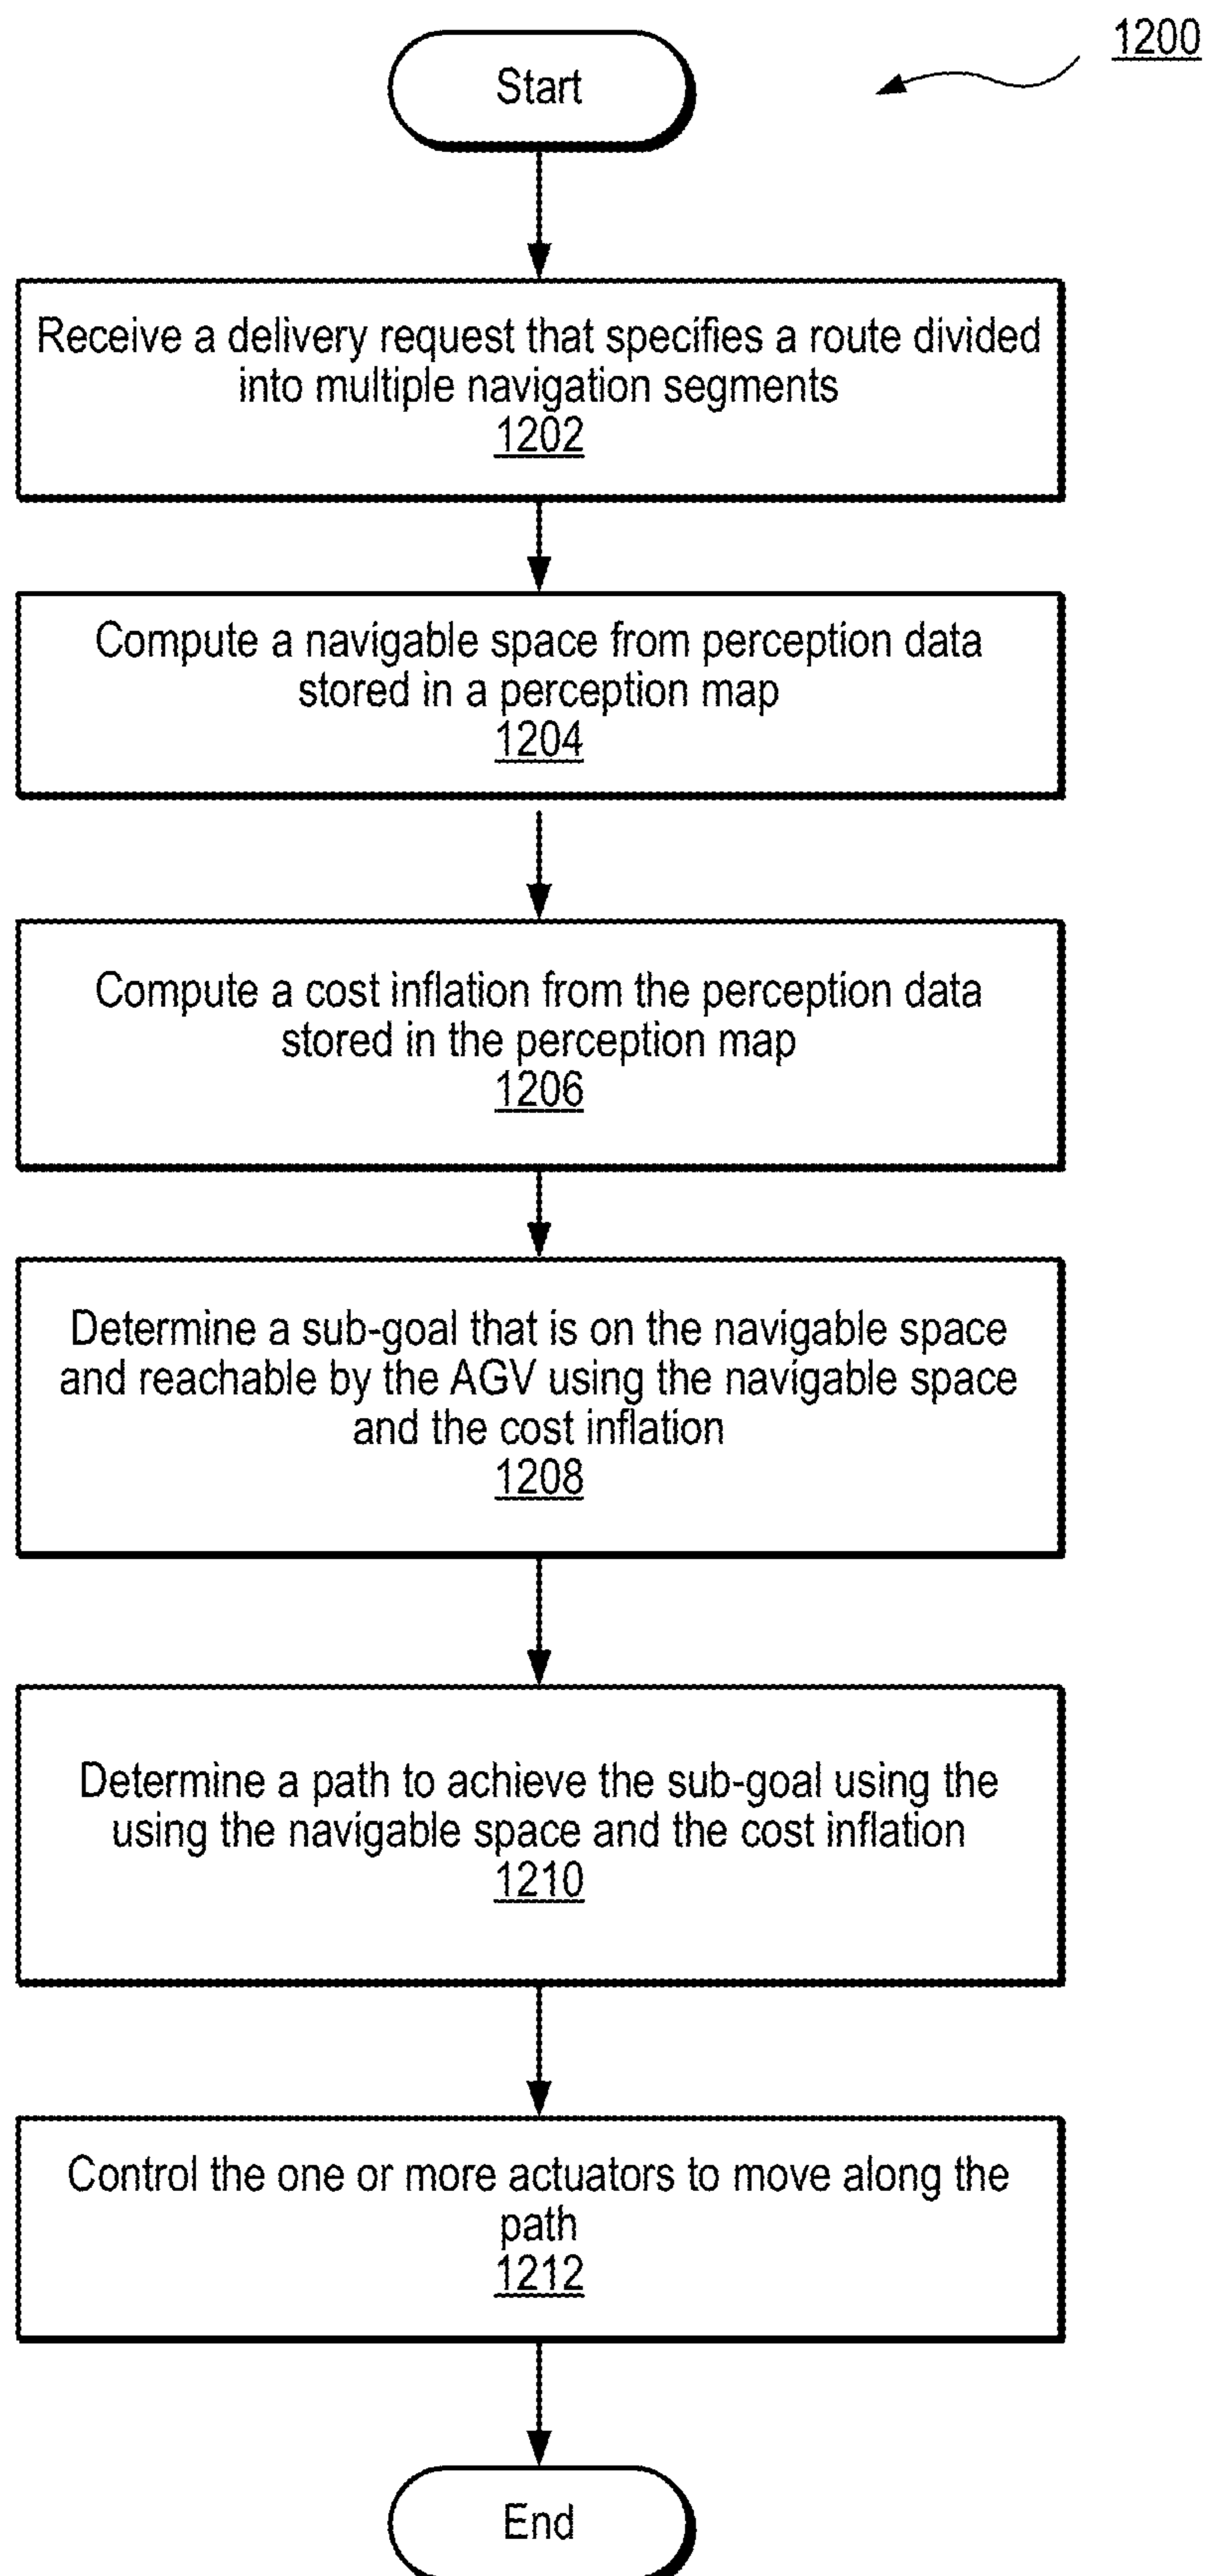 1200
Start
Receive a delivery request that specifies a route divided
into multiple navigation segments
1202
Compute a navigable space from perception data
stored in a perception map
1204
Compute a cost inflation from the perception data
stored in the perception map
1206
Determine a sub-goal that is on the navigable space
and reachable by the AGV using the navigable space
and the cost inflation
1208
Determine a path to achieve the sub-goal using the
using the navigable space and the cost inflation
1210
Control the one or more actuators to move along the
path
1212
End